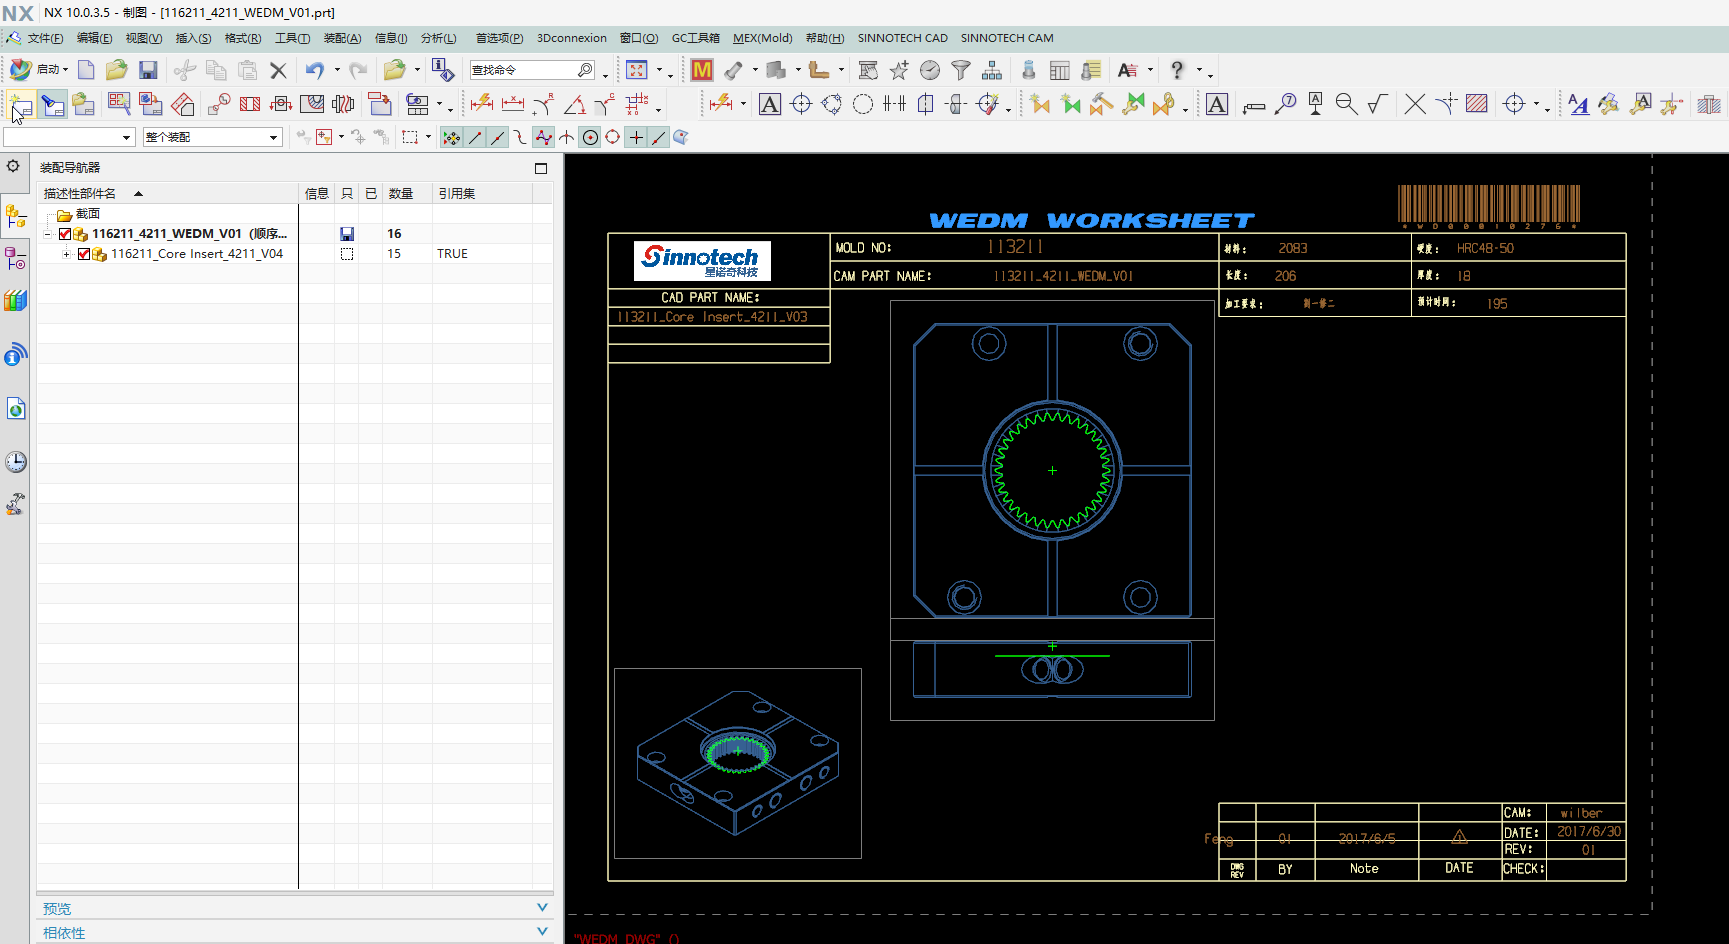 NX NX 10.0.3.5 - 制图 - [116211_4211_WEDM_V01.prt]
文件(F) 编辑(E) 视图(V) 插入(S) 格式(R) 工具(T) 装配(A) 信息(I) 分析(L) 首选项(P) 3Dconnexion 窗口(O) GC工具箱 MEX(Mold) 帮助(H) SINNOTECH CAD SINNOTECH CAM
启动 查找命令
整个装配
装配导航器
描述性部件名 信息 只 已 数量 引用集
截面
116211_4211_WEDM_V01 (顺序... 16
116211_Core Insert_4211_V04 15 TRUE
预览
相依性
WEDM WORKSHEET
*WD00810276*
Sinnotech
星诺奇科技
MOLD NO: 113211 材料: 2083 硬度: HRC48-50
CAM PART NAME: 113211_4211_WEDM_V01 长度: 206 厚度: 18
CAD PART NAME: 加工要求: 割一修二 预计时间: 195
113211_Core Insert_4211_V03
CAM: wilber
Feng 01 2017/6/5 DATE: 2017/6/30
REV: 01
DWG REV BY Note DATE CHECK:
"WEDM_DWG" ()